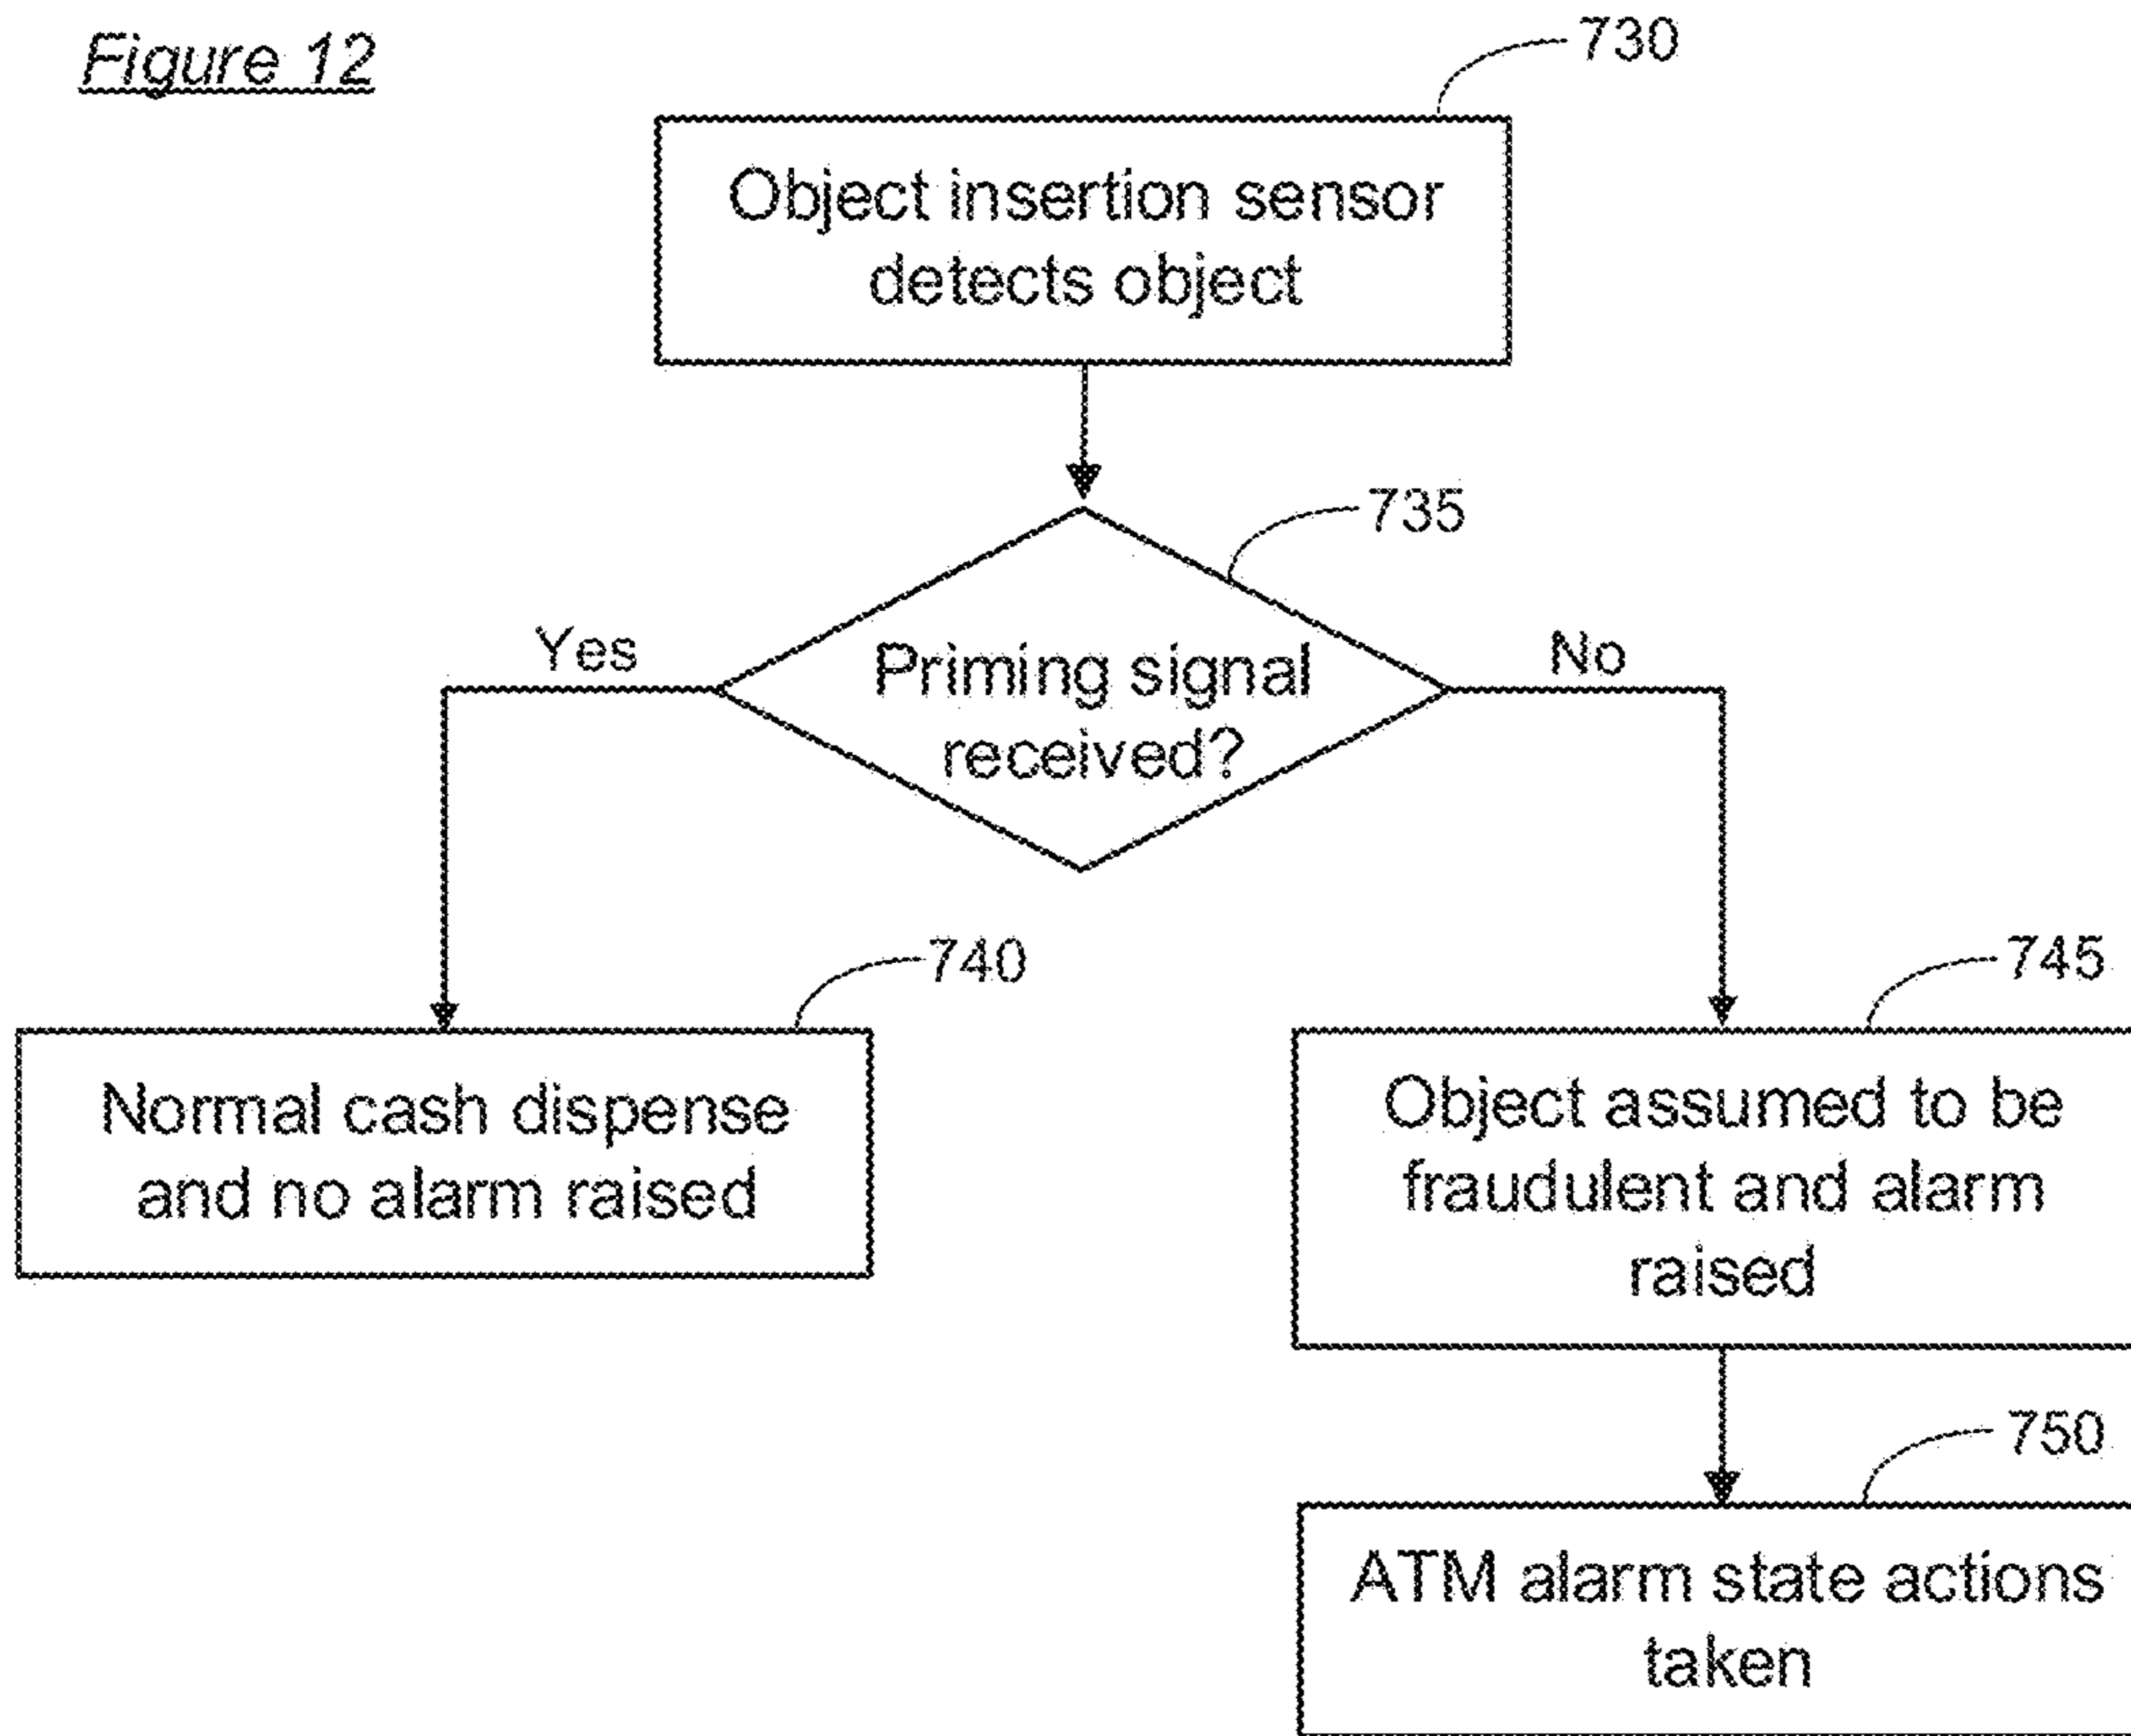 Figure 12
730
Object insertion sensor
detects object
735
Yes
Priming signal
received?
No
740
Normal cash dispense
and no alarm raised
745
Object assumed to be
fraudulent and alarm
raised
750
ATM alarm state actions
taken